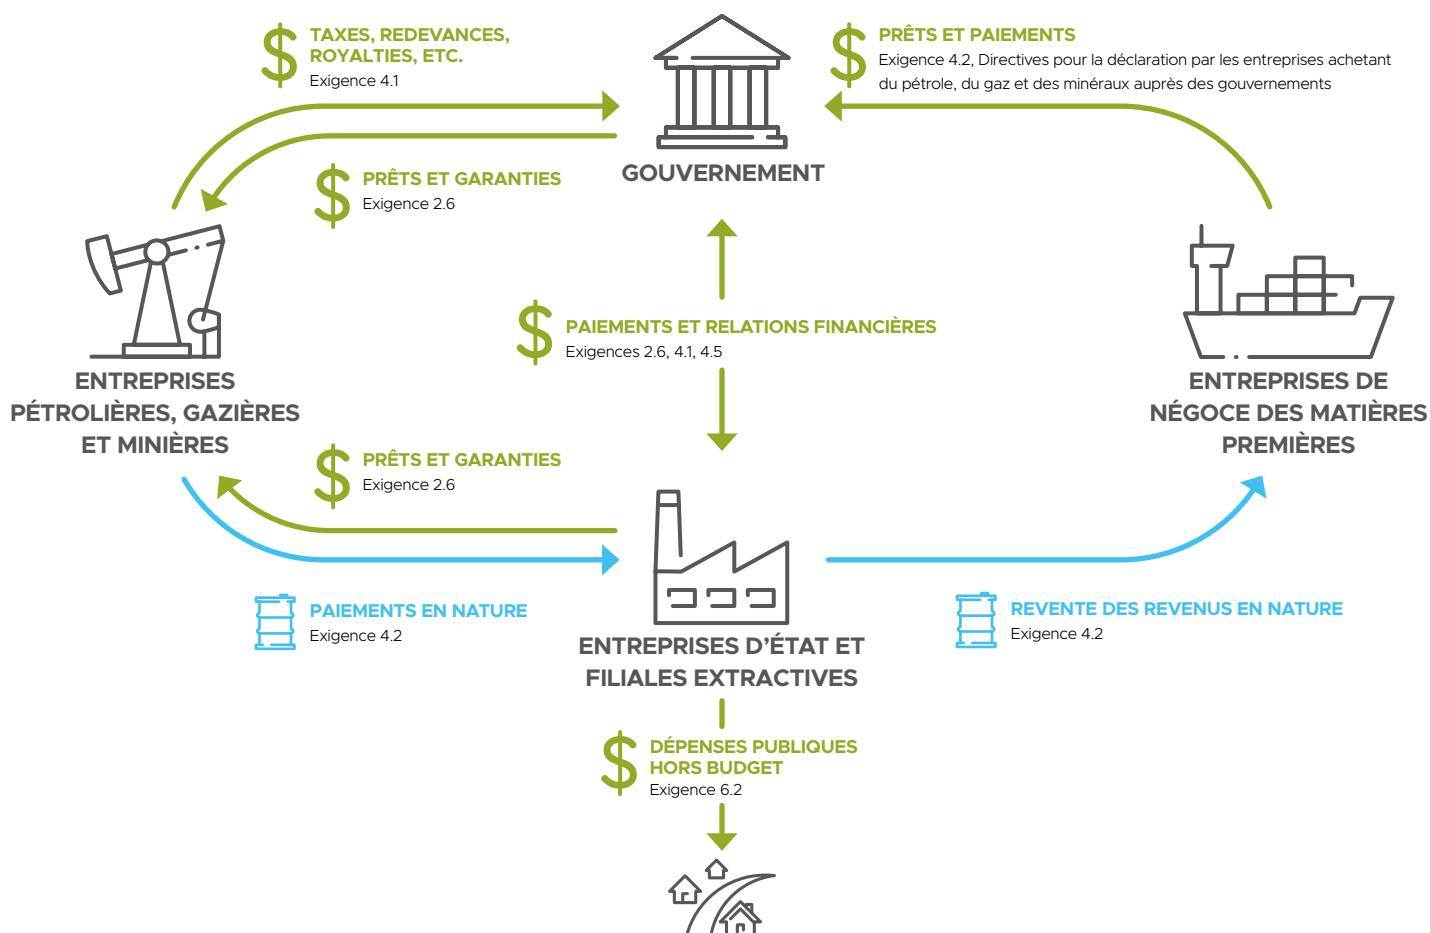 TAXES, REDEVANCES,
ROYALTIES, ETC.
Exigence 4.1
PRÊTS ET PAIEMENTS
Exigence 4.2, Directives pour la déclaration par les entreprises achetant
du pétrole, du gaz et des minéraux auprès des gouvernements
GOUVERNEMENT
PRÊTS ET GARANTIES
Exigence 2.6
PAIEMENTS ET RELATIONS FINANCIÈRES
Exigences 2.6, 4.1, 4.5
ENTREPRISES
PÉTROLIÈRES, GAZIÈRES
ET MINIÈRES
ENTREPRISES DE
NÉGOCE DES MATIÈRES
PREMIÈRES
PRÊTS ET GARANTIES
Exigence 2.6
PAIEMENTS EN NATURE
Exigence 4.2
REVENTE DES REVENUS EN NATURE
Exigence 4.2
ENTREPRISES D'ÉTAT ET
FILIALES EXTRACTIVES
DÉPENSES PUBLIQUES
HORS BUDGET
Exigence 6.2